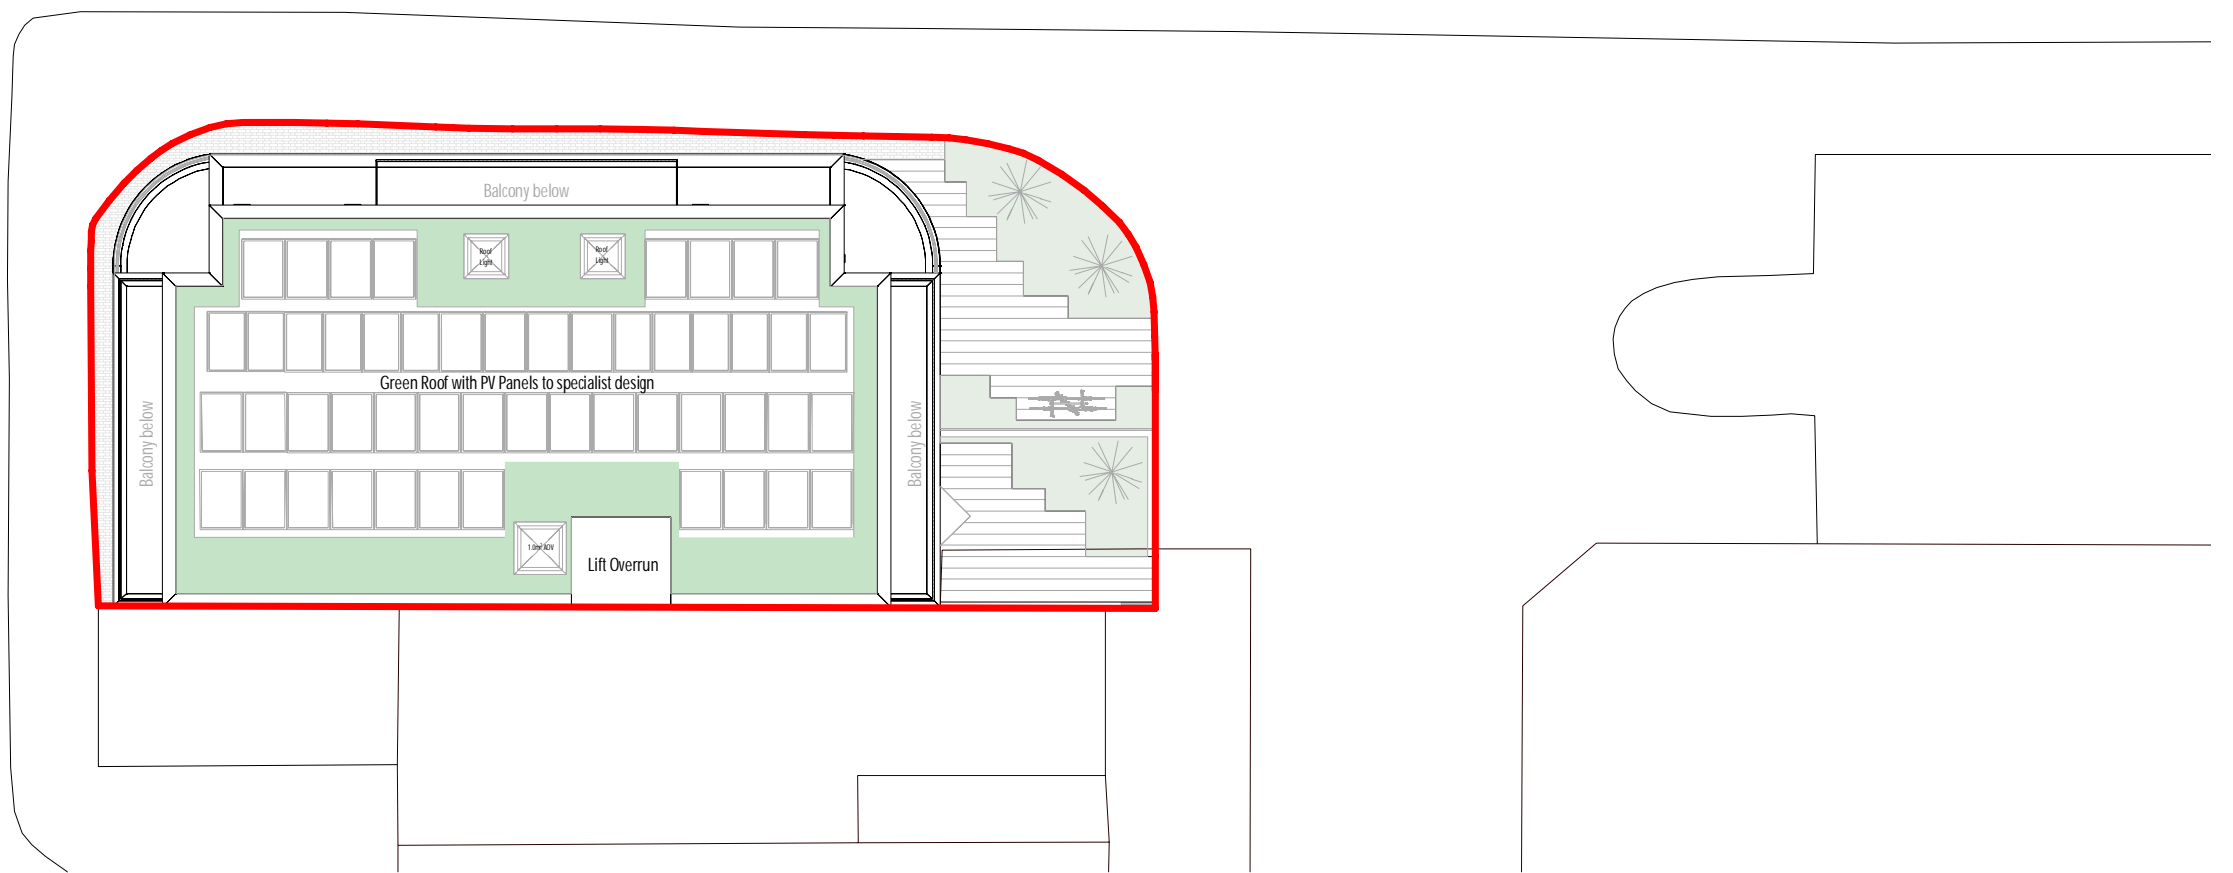 Balcony below
Roof
Light
Roof
Light
Green Roof with PV Panels to specialist design
Balcony below
Balcony below
1.0m² AOV
Lift Overrun